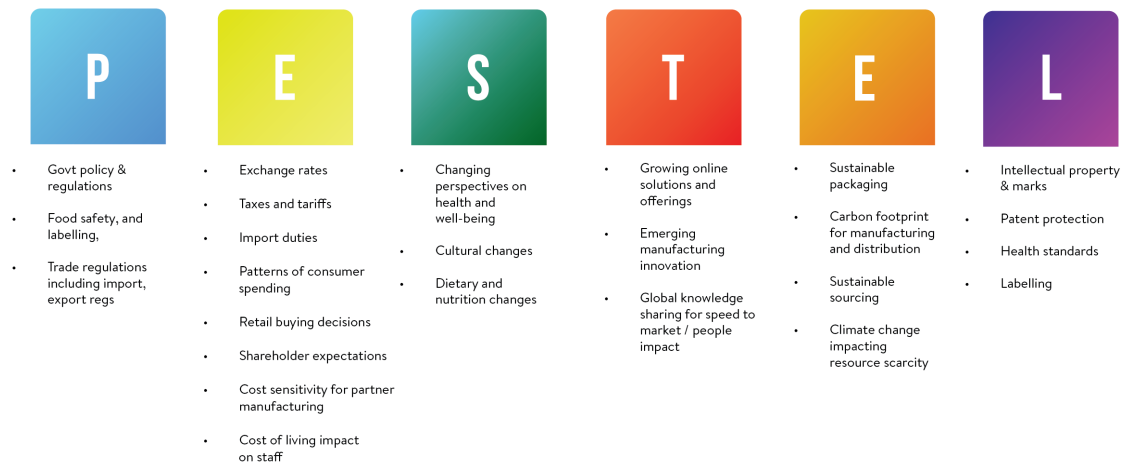 P
E
S
T
E
L
• Govt policy &
regulations
• Food safety, and
labelling,
• Trade regulations
including import,
export regs
• Exchange rates
• Taxes and tariffs
• Import duties
• Patterns of consumer
spending
• Retail buying decisions
• Shareholder expectations
• Cost sensitivity for partner
manufacturing
• Cost of living impact
on staff
• Changing
perspectives on
health and
well-being
• Cultural changes
• Dietary and
nutrition changes
• Growing online
solutions and
offerings
• Emerging
manufacturing
innovation
• Global knowledge
sharing for speed to
market / people
impact
• Sustainable
packaging
• Carbon footprint
for manufacturing
and distribution
• Sustainable
sourcing
• Climate change
impacting
resource scarcity
• Intellectual property
& marks
• Patent protection
• Health standards
• Labelling